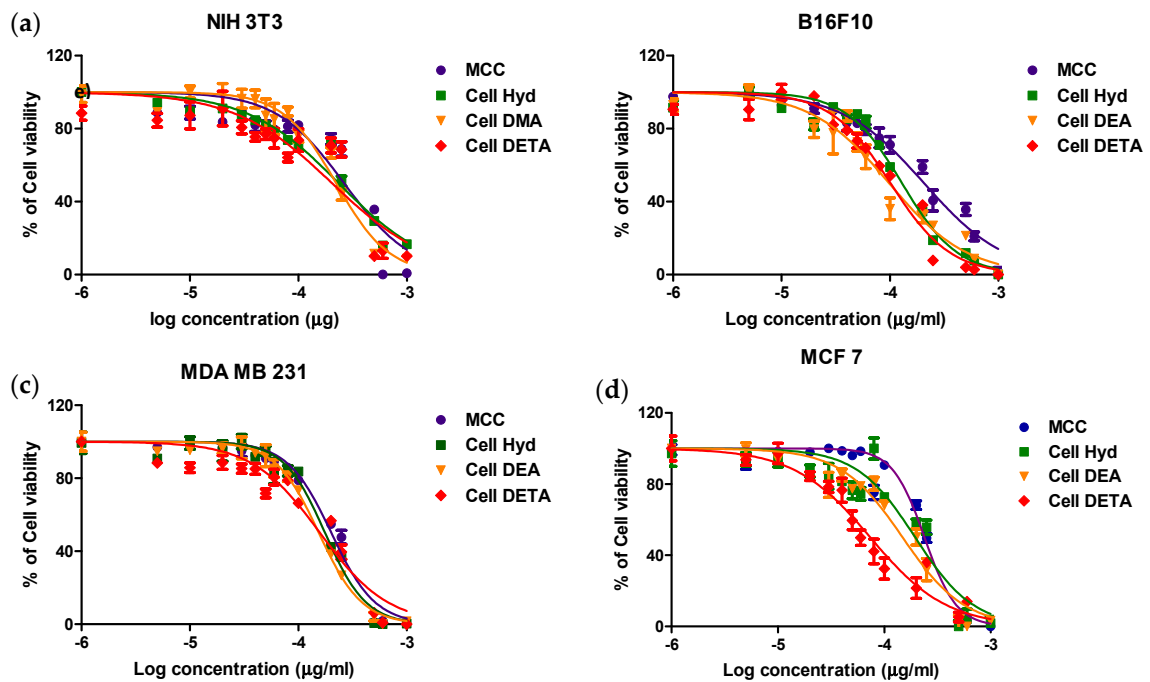 (a)
NIH 3T3
120
80
40
0
e)
-6
-5
-4
-3
% of Cell viability
log concentration (μg)
MCC
Cell Hyd
Cell DMA
Cell DETA
B16F10
120
80
40
0
-6
-5
-4
-3
% of Cell viability
Log concentration (μg/ml)
MCC
Cell Hyd
Cell DEA
Cell DETA
(c)
MDA MB 231
120
80
40
0
-6
-5
-4
-3
% of Cell viability
Log concentration (μg/ml)
MCC
Cell Hyd
Cell DEA
Cell DETA
(d)
MCF 7
120
80
40
0
-6
-5
-4
-3
% of Cell viability
Log concentration (μg/ml)
MCC
Cell Hyd
Cell DEA
Cell DETA